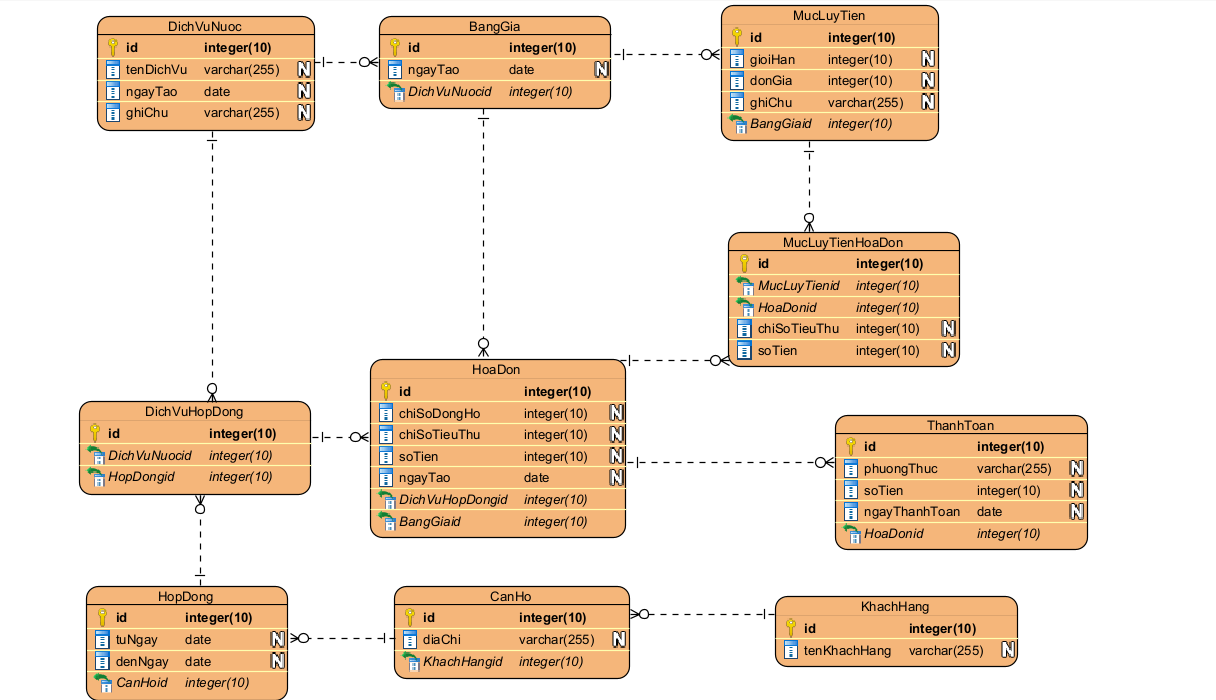 DichVuNuoc
id integer(10)
tenDichVu varchar(255) N
ngayTao date N
ghiChu varchar(255) N
BangGia
id integer(10)
ngayTao date N
DichVuNuocid integer(10)
MucLuyTien
id integer(10)
gioiHan integer(10) N
donGia integer(10) N
ghiChu varchar(255) N
BangGiaid integer(10)
MucLuyTienHoaDon
id integer(10)
MucLuyTienid integer(10)
HoaDonid integer(10)
chiSoTieuThu integer(10) N
soTien integer(10) N
DichVuHopDong
id integer(10)
DichVuNuocid integer(10)
HopDongid integer(10)
HoaDon
id integer(10)
chiSoDongHo integer(10) N
chiSoTieuThu integer(10) N
soTien integer(10) N
ngayTao date N
DichVuHopDongid integer(10)
BangGiaid integer(10)
ThanhToan
id integer(10)
phuongThuc varchar(255) N
soTien integer(10) N
ngayThanhToan date N
HoaDonid integer(10)
HopDong
id integer(10)
tuNgay date N
denNgay date N
CanHoid integer(10)
CanHo
id integer(10)
diaChi varchar(255) N
KhachHangid integer(10)
KhachHang
id integer(10)
tenKhachHang varchar(255) N